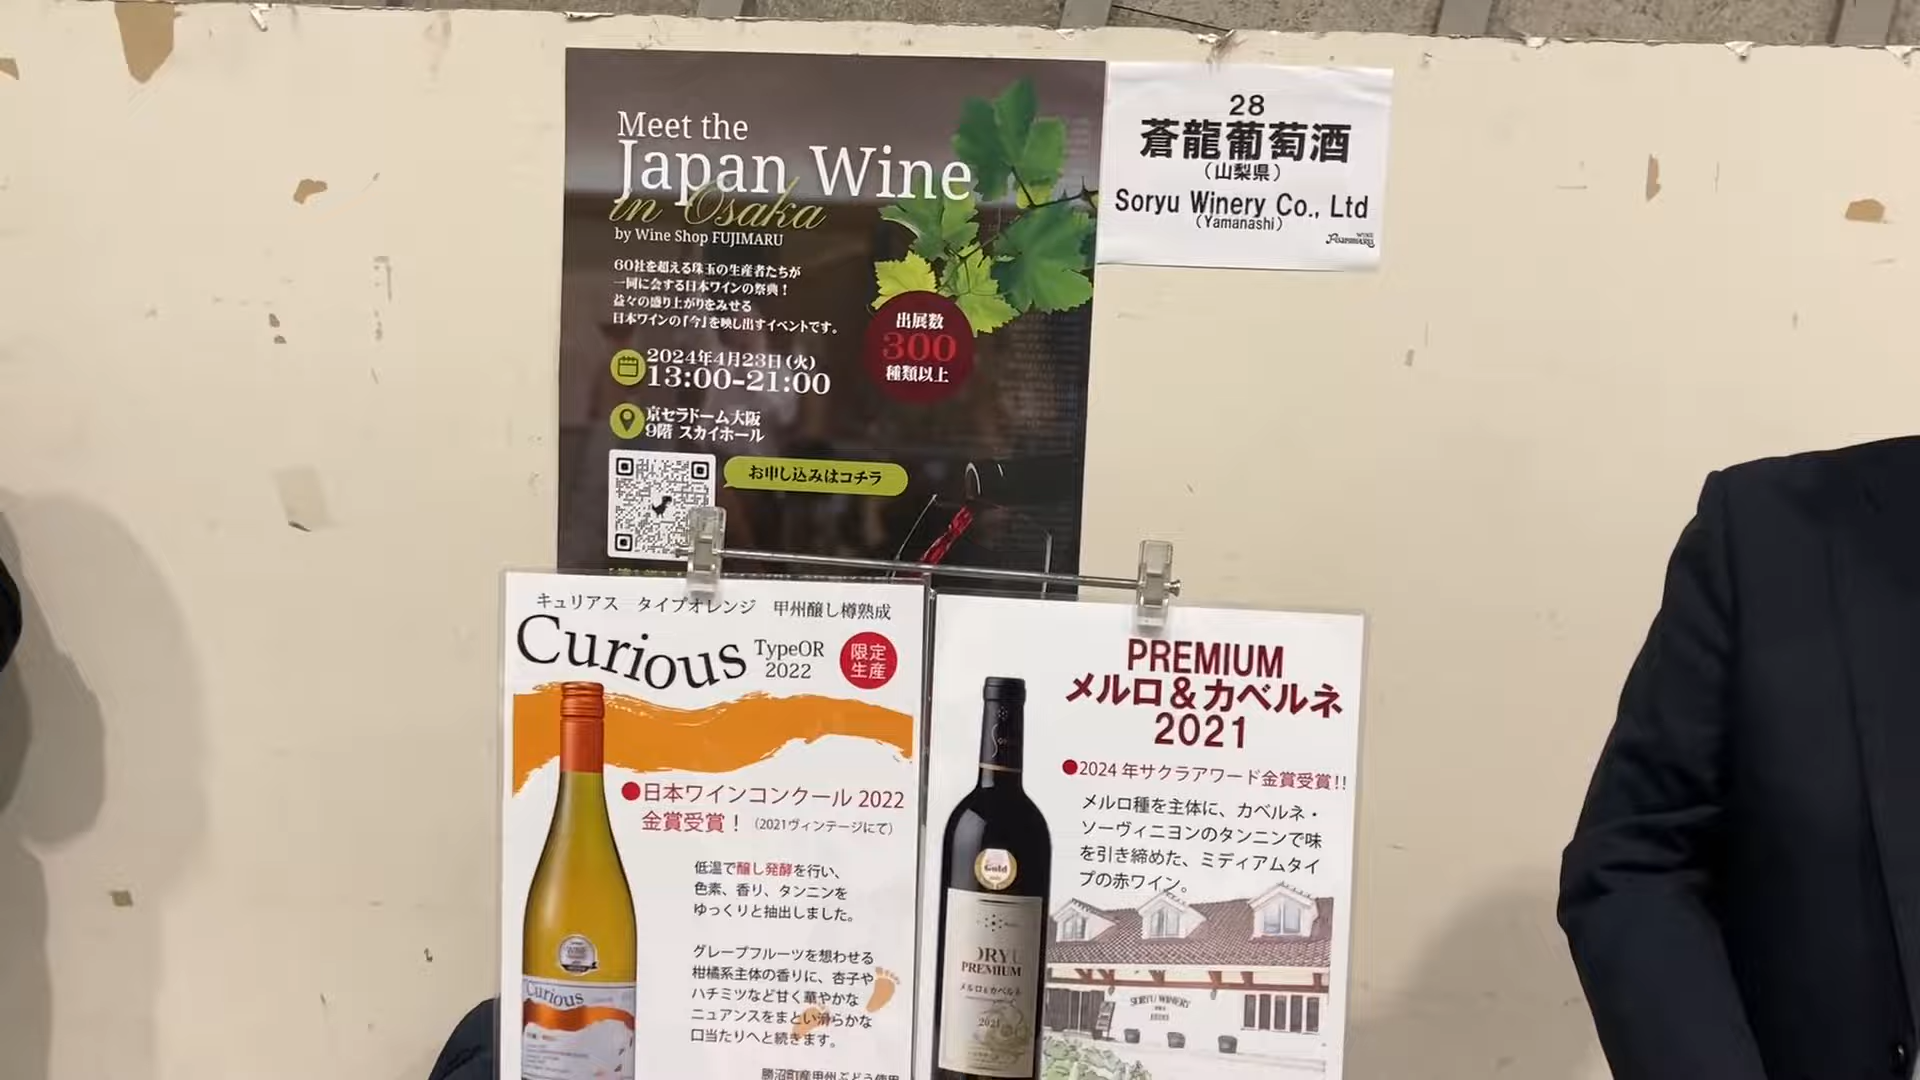 Meet the
Japan Wine
in Osaka
by Wine Shop FUJIMARU
60社を超える珠玉の生産者たちが
一同に会する日本ワインの祭典！
益々の盛り上がりをみせる
日本ワインの「今」を映し出すイベントです。
出展数
300
種類以上
2024年4月23日(火)
13:00-21:00
京セラドーム大阪
9階 スカイホール
お申し込みはコチラ
28
蒼龍葡萄酒
(山梨県)
Soryu Winery Co., Ltd
(Yamanashi)
WINE
FUJIMARU
キュリアス タイプオレンジ 甲州醸し樽熟成
Curious TypeOR
2022
限定
生産
●日本ワインコンクール 2022
金賞受賞！（2021ヴィンテージにて）
低温で醸し発酵を行い、
色素、香り、タンニンを
ゆっくりと抽出しました。
グレープフルーツを想わせる
柑橘系主体の香りに、杏子や
ハチミツなど甘く華やかな
ニュアンスをまとい滑らかな
口当たりへと続きます。
勝沼町産甲州ぶどう使用
Curious
PREMIUM
メルロ＆カベルネ
2021
●2024年サクラアワード金賞受賞!!
メルロ種を主体に、カベルネ・
ソーヴィニヨンのタンニンで味
を引き締めた、ミディアムタイ
プの赤ワイン。
Gold
SORYU
PREMIUM
メルロ&カベルネ
2021
SORYU WINERY